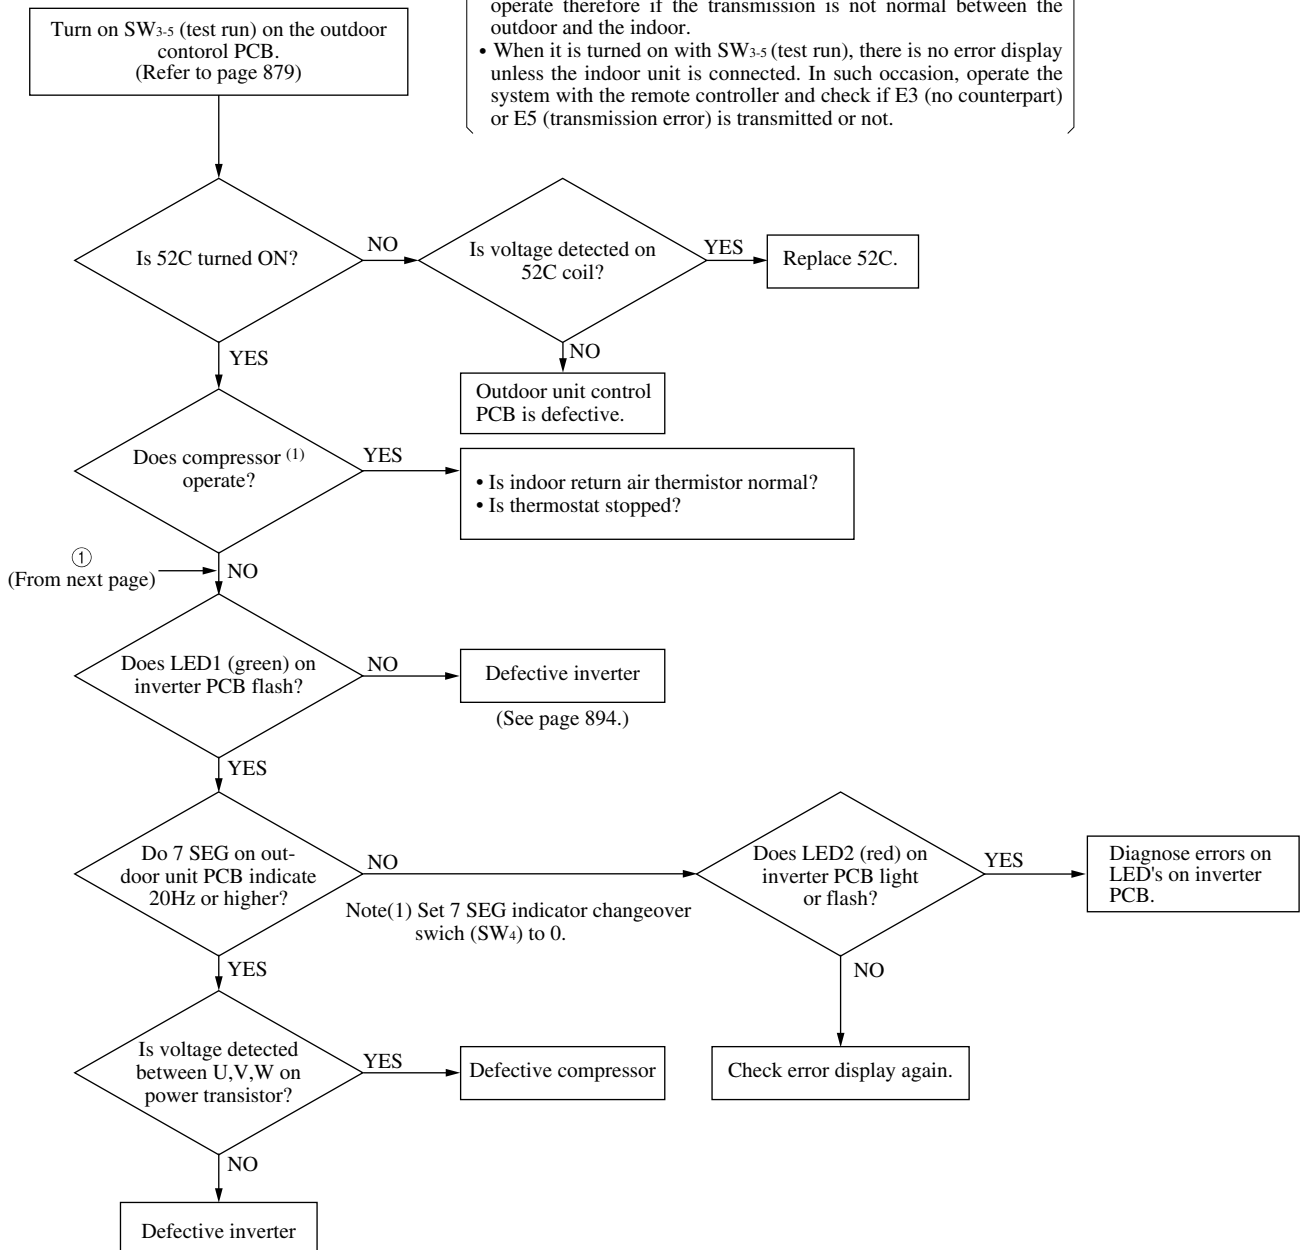 operate therefore if the transmission is not normal between the
outdoor and the indoor.
• When it is turned on with SW3-5 (test run), there is no error display
unless the indoor unit is connected. In such occasion, operate the
system with the remote controller and check if E3 (no counterpart)
or E5 (transmission error) is transmitted or not.
Turn on SW3-5 (test run) on the outdoor
contorol PCB.
(Refer to page 879)
Is 52C turned ON?
NO
Is voltage detected on
52C coil?
YES
Replace 52C.
NO
Outdoor unit control
PCB is defective.
YES
Does compressor (1)
operate?
YES
• Is indoor return air thermistor normal?
• Is thermostat stopped?
①
(From next page)
NO
Does LED1 (green) on
inverter PCB flash?
NO
Defective inverter
(See page 894.)
YES
Do 7 SEG on out-
door unit PCB indicate
20Hz or higher?
NO
Note(1) Set 7 SEG indicator changeover
swich (SW4) to 0.
Does LED2 (red) on
inverter PCB light
or flash?
YES
Diagnose errors on
LED's on inverter
PCB.
NO
Check error display again.
YES
Is voltage detected
between U,V,W on
power transistor?
YES
Defective compressor
NO
Defective inverter